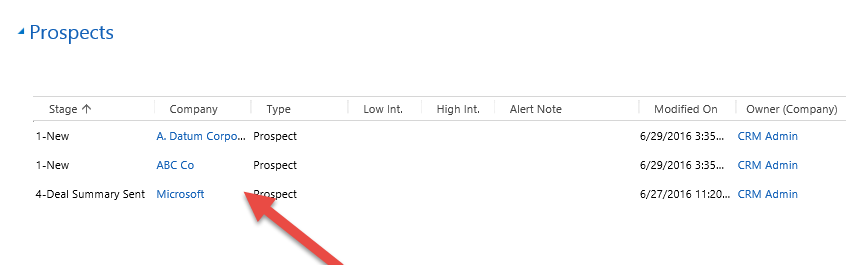 Prospects
Stage Company Type Low Int. High Int. Alert Note Modified On Owner (Company)
1-New A. Datum Corpo... Prospect 6/29/2016 3:35... CRM Admin
1-New ABC Co Prospect 6/29/2016 3:35... CRM Admin
4-Deal Summary Sent Microsoft Prospect 6/27/2016 11:20... CRM Admin